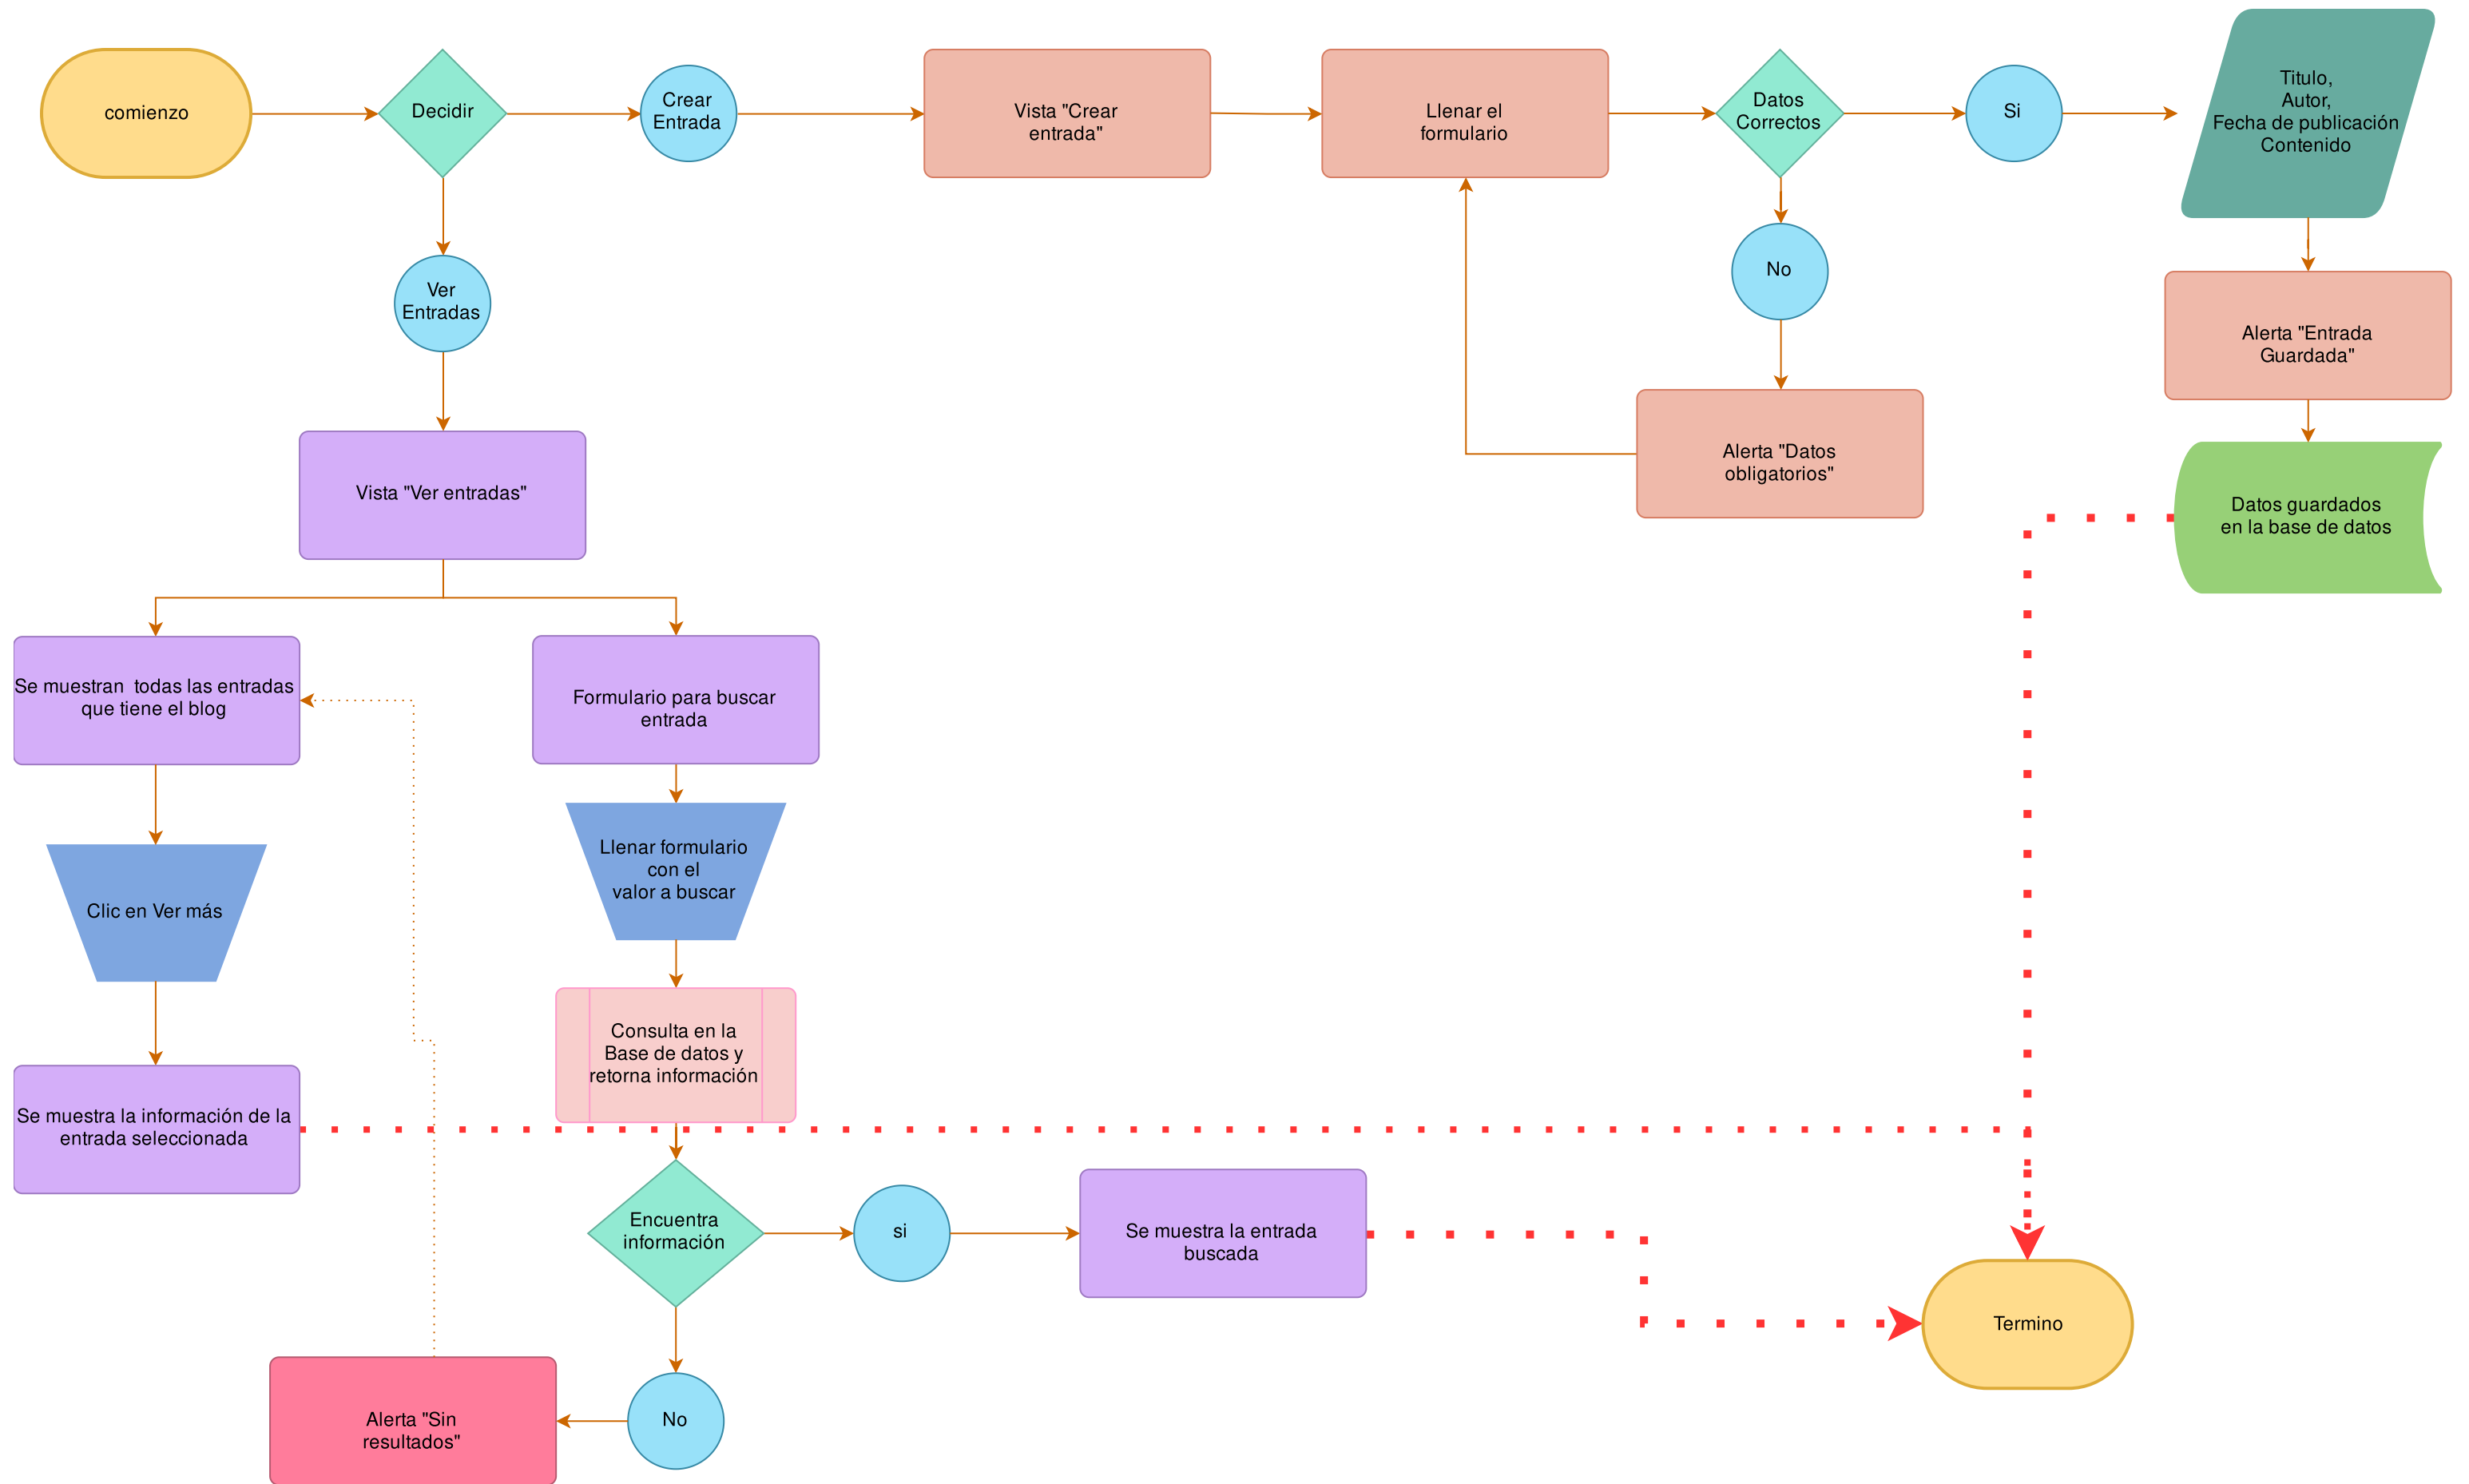 comienzo
Decidir
Crear
Entrada
Vista "Crear
entrada"
Llenar el
formulario
Datos
Correctos
Si
Titulo,
Autor,
Fecha de publicación
Contenido
Ver
Entradas
No
Alerta "Entrada
Guardada"
Alerta "Datos
obligatorios"
Vista "Ver entradas"
Datos guardados
en la base de datos
Se muestran  todas las entradas
que tiene el blog
Formulario para buscar
entrada
Clic en Ver más
Llenar formulario
con el
valor a buscar
Consulta en la
Base de datos y
retorna información
Se muestra la información de la
entrada seleccionada
Encuentra
información
si
Se muestra la entrada
buscada
Termino
Alerta "Sin
resultados"
No